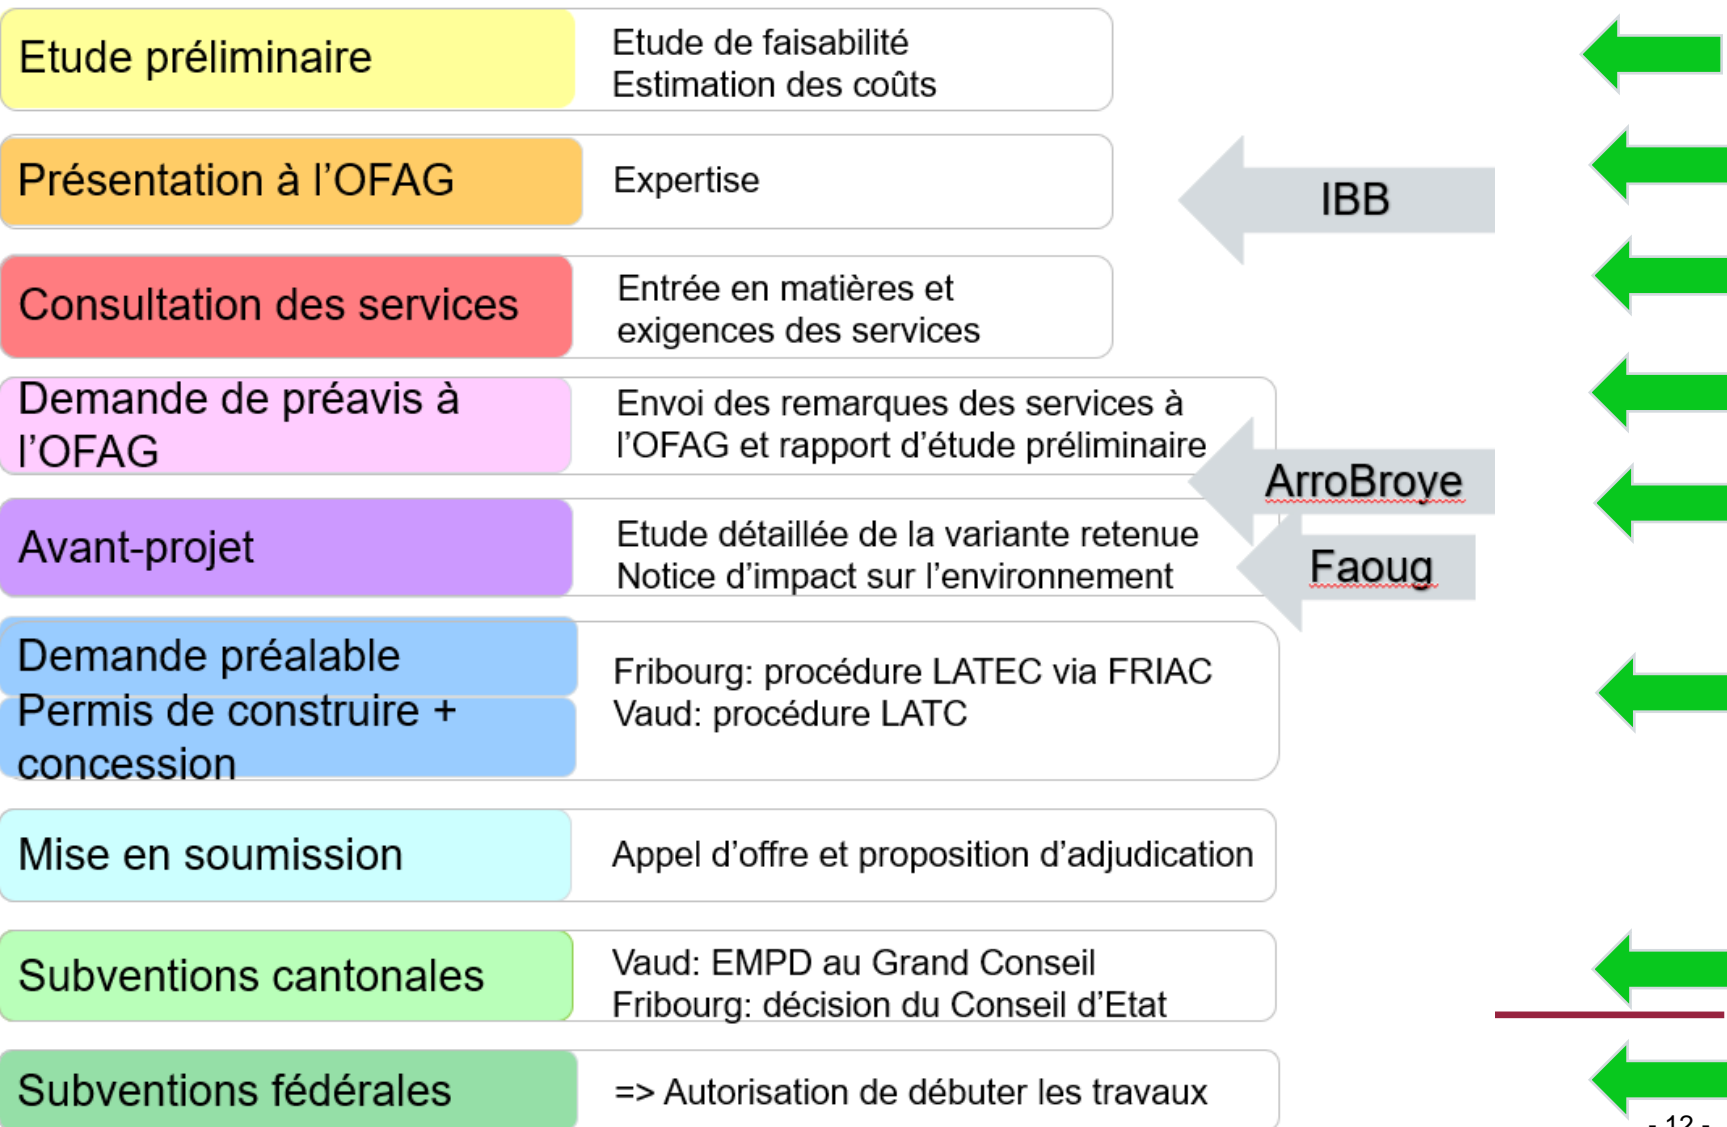 Etude préliminaire
Etude de faisabilité
Estimation des coûts
Présentation à l’OFAG
Expertise
IBB
Consultation des services
Entrée en matières et
exigences des services
Demande de préavis à
l’OFAG
Envoi des remarques des services à
l’OFAG et rapport d’étude préliminaire
ArroBroye
Avant-projet
Etude détaillée de la variante retenue
Notice d’impact sur l’environnement
Faoug
Demande préalable
Permis de construire +
concession
Fribourg: procédure LATEC via FRIAC
Vaud: procédure LATC
Mise en soumission
Appel d’offre et proposition d’adjudication
Subventions cantonales
Vaud: EMPD au Grand Conseil
Fribourg: décision du Conseil d’Etat
Subventions fédérales
=> Autorisation de débuter les travaux
- 12 -